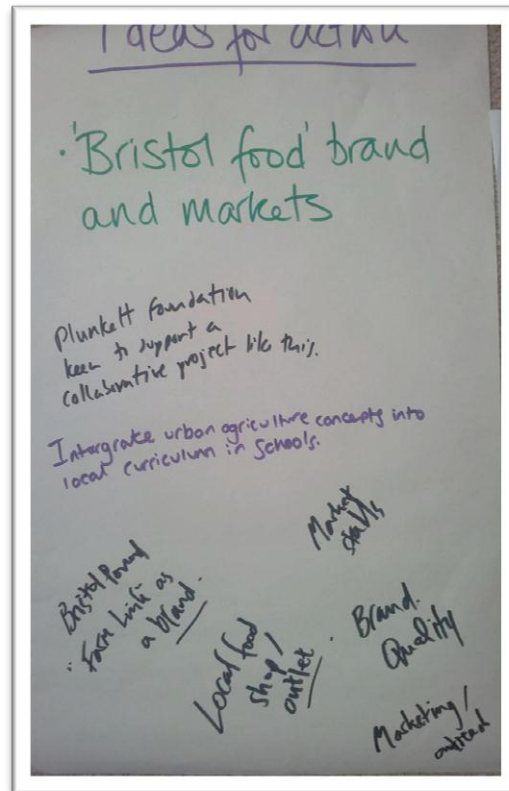 Ideas for action
• 'Bristol food' brand
and markets
Plunkett Foundation
keen to support a
collaborative project like this.
Intergrate urban agriculture concepts into
local curriculum in Schools.
Market
stalls
Bristol Pound
"Farm Link" as
a brand.
Local food
shop /
outlet.
Brand.
Quality
Marketing /